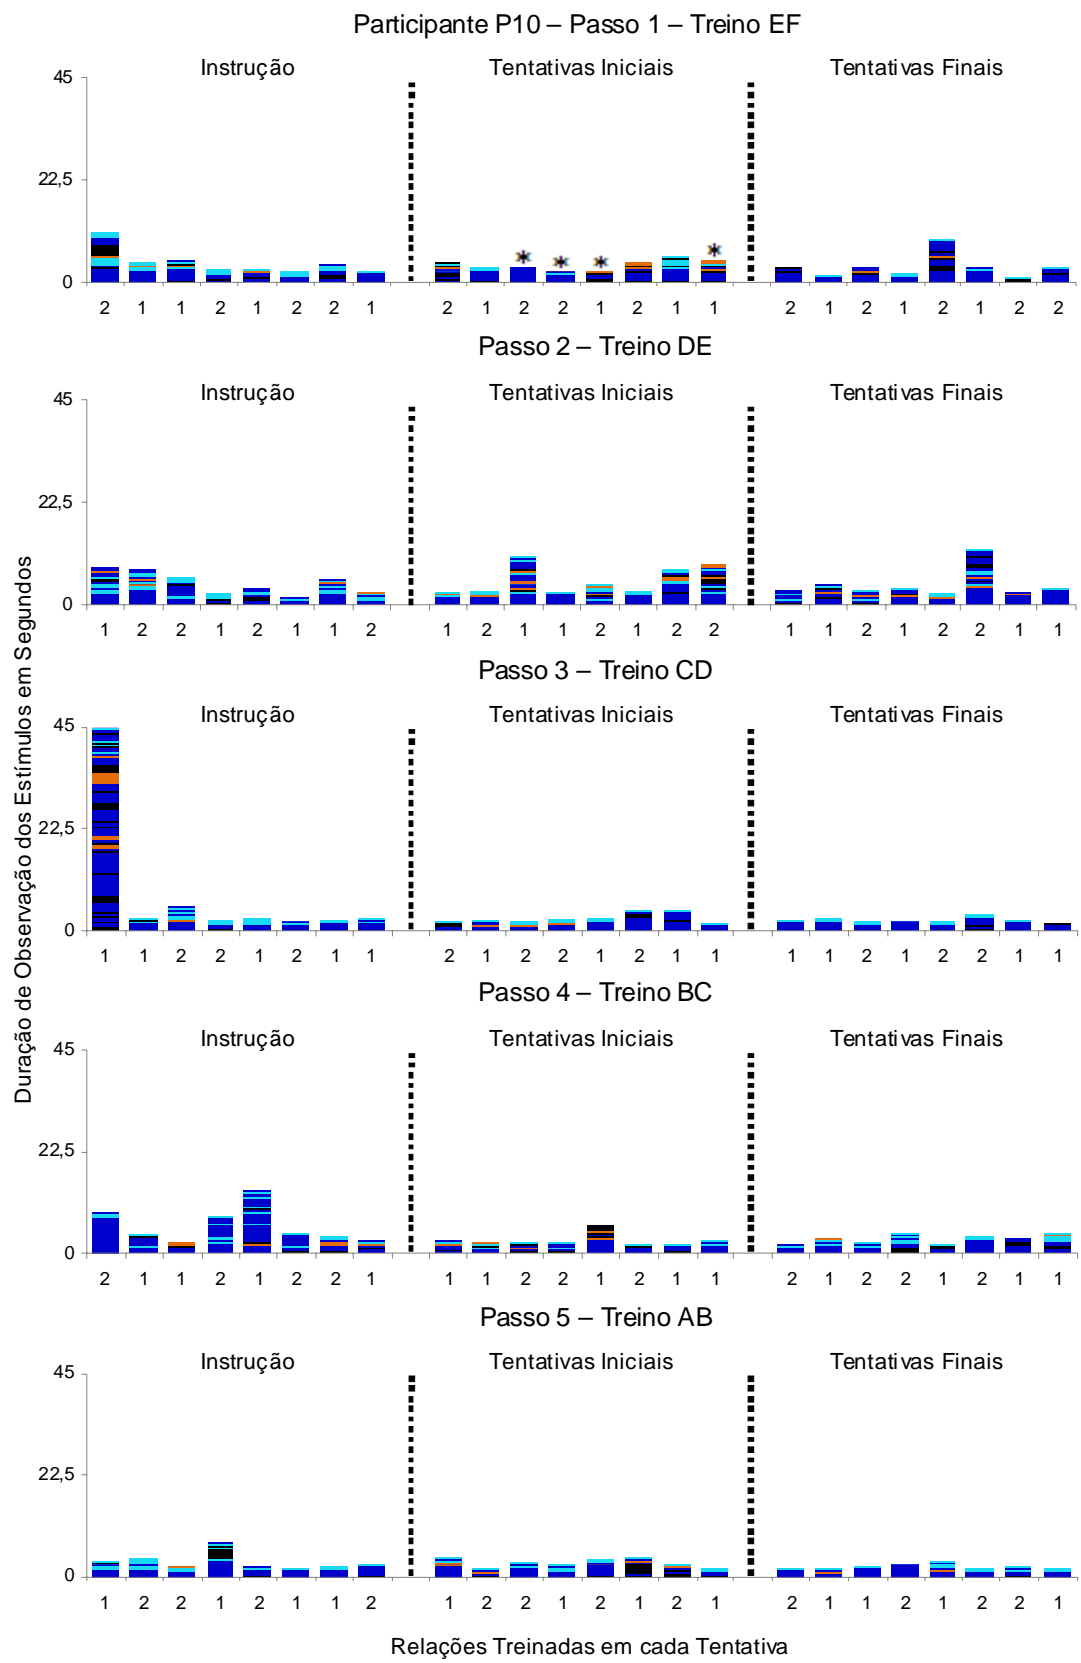 Participante P10 – Passo 1 – Treino EF
Instrução Tentativas Iniciais Tentativas Finais
45
22,5
0
2 1 1 2 1 2 2 1 2 1 2 2 1 2 1 1 2 1 2 1 2 1 2 2
* * * *
Passo 2 – Treino DE
Instrução Tentativas Iniciais Tentativas Finais
45
22,5
0
1 2 2 1 2 1 1 2 1 2 1 1 2 1 2 2 1 1 2 1 2 2 1 1
Passo 3 – Treino CD
Instrução Tentativas Iniciais Tentativas Finais
45
22,5
0
1 1 2 2 1 2 1 1 2 1 2 2 1 2 1 1 1 1 2 1 2 2 1 1
Passo 4 – Treino BC
Instrução Tentativas Iniciais Tentativas Finais
45
22,5
0
2 1 1 2 1 2 2 1 1 1 2 2 1 2 1 1 2 1 2 2 1 2 1 1
Passo 5 – Treino AB
Instrução Tentativas Iniciais Tentativas Finais
45
22,5
0
1 2 2 1 2 1 1 2 1 2 2 1 2 1 2 1 2 1 1 2 1 2 2 1
Duração de Observação dos Estímulos em Segundos
Relações Treinadas em cada Tentativa